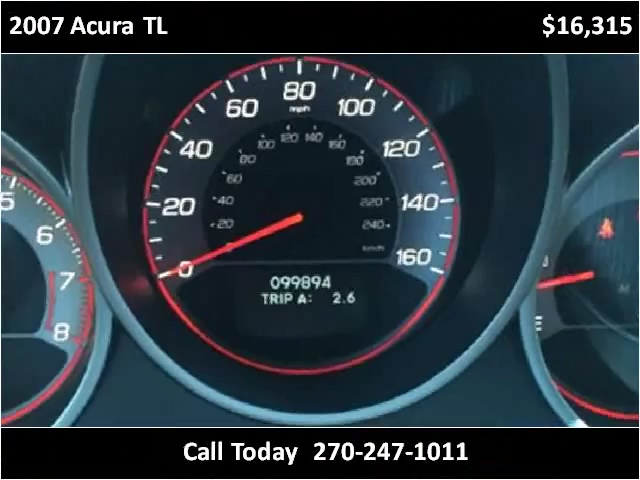 2007 Acura TL $16,315
80
60 mph 100
120 140
100 160
40 80 180 120
60 200
40 220
20 140
20 240
km/h
0 160
099894
TRIP A: 2.6
5
6
7
8
E
Call Today 270-247-1011